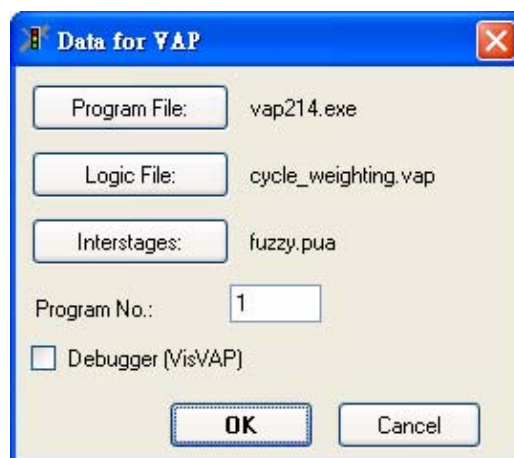 Data for VAP
Program File: vap214.exe
Logic File: cycle_weighting.vap
Interstages: fuzzy.pua
Program No.: 1
Debugger (VisVAP)
OK Cancel